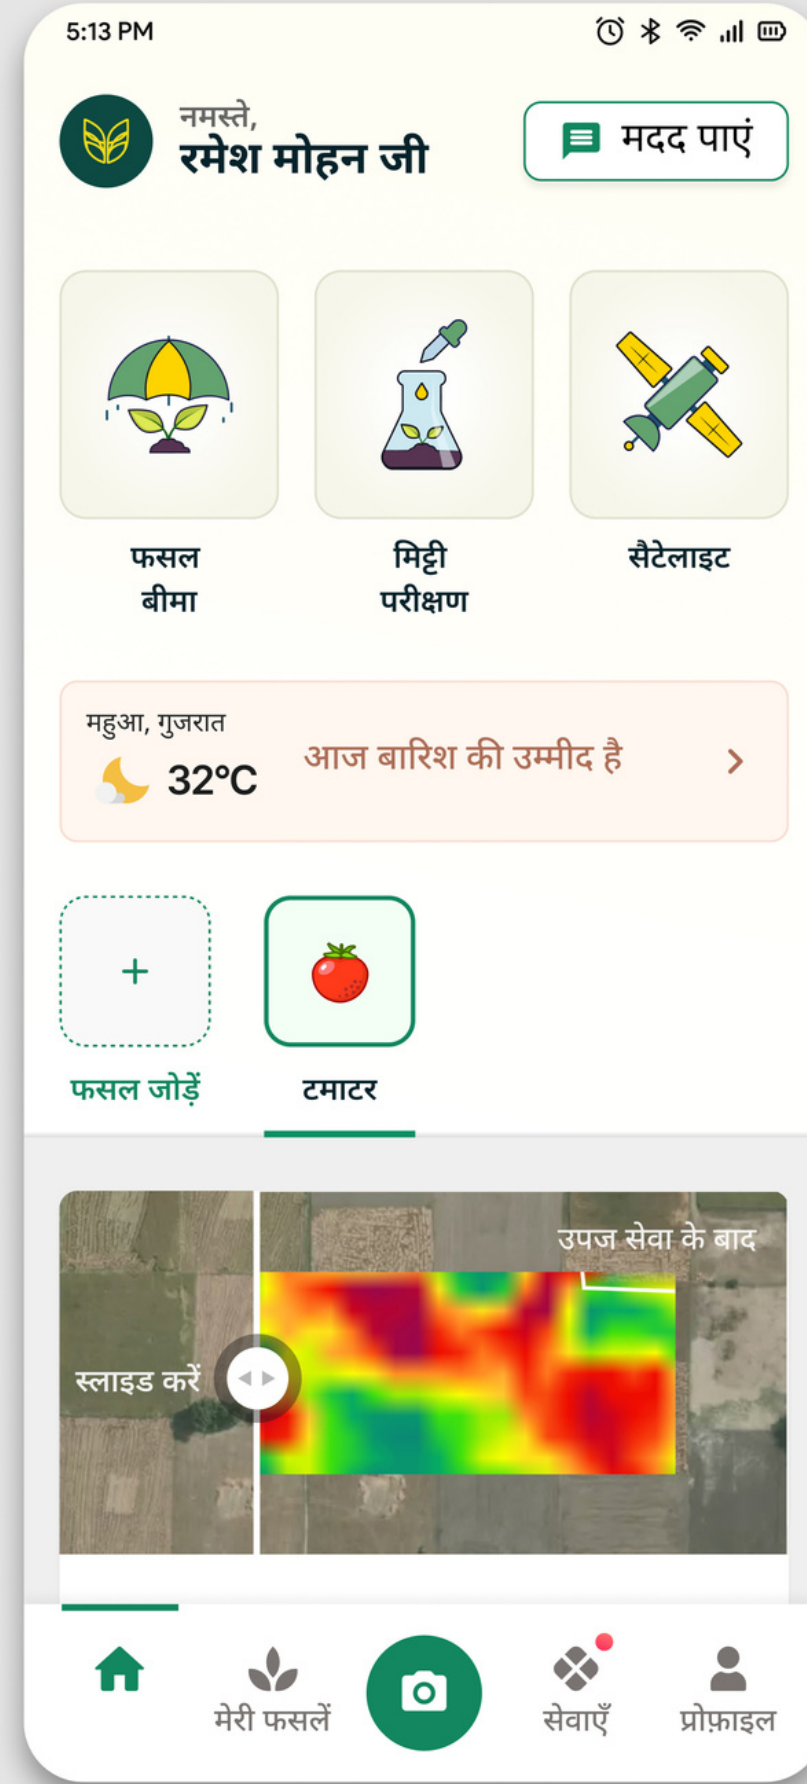 5:13 PM
नमस्ते,
रमेश मोहन जी
मदद पाएं
फसल
बीमा
मिट्टी
परीक्षण
सैटेलाइट
महुआ, गुजरात
32°C
आज बारिश की उम्मीद है
फसल जोड़ें
टमाटर
उपज सेवा के बाद
स्लाइड करें
मेरी फसलें
सेवाएँ
प्रोफ़ाइल